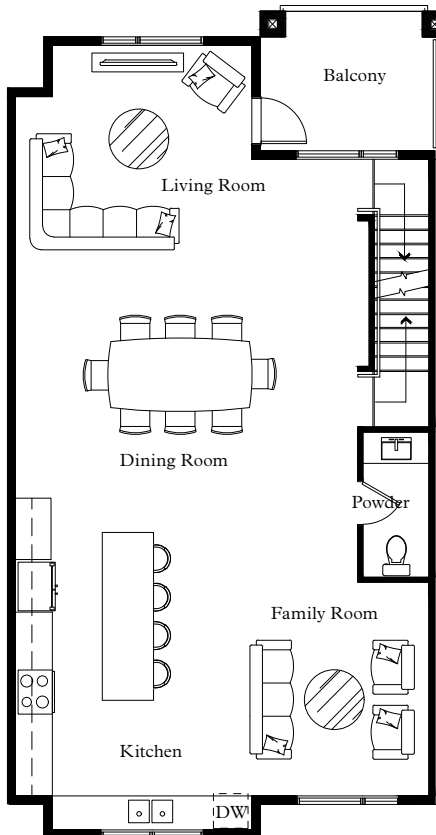 Balcony
Living Room
Dining Room
Powder
Family Room
Kitchen
DW